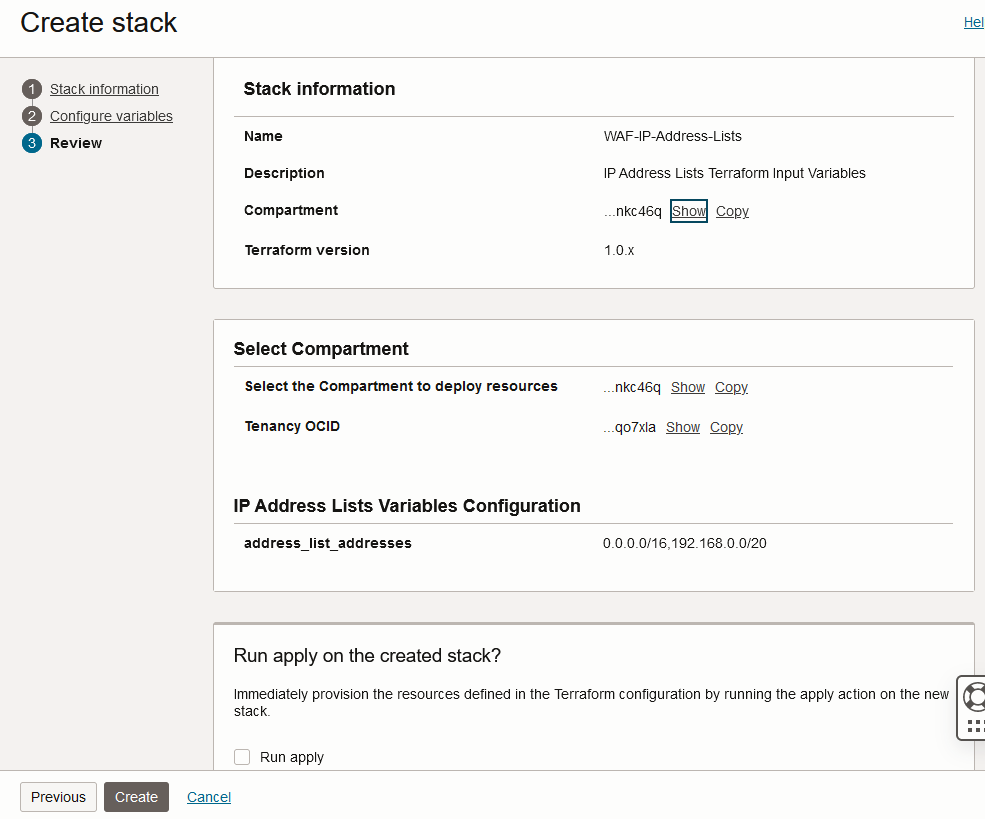 Create stack
Hel
1 Stack information
2 Configure variables
3 Review
Stack information
Name WAF-IP-Address-Lists
Description IP Address Lists Terraform Input Variables
Compartment ...nkc46q Show Copy
Terraform version 1.0.x
Select Compartment
Select the Compartment to deploy resources ...nkc46q Show Copy
Tenancy OCID ...qo7xla Show Copy
IP Address Lists Variables Configuration
address_list_addresses 0.0.0.0/16,192.168.0.0/20
Run apply on the created stack?
Immediately provision the resources defined in the Terraform configuration by running the apply action on the new
stack.
Run apply
Previous Create Cancel